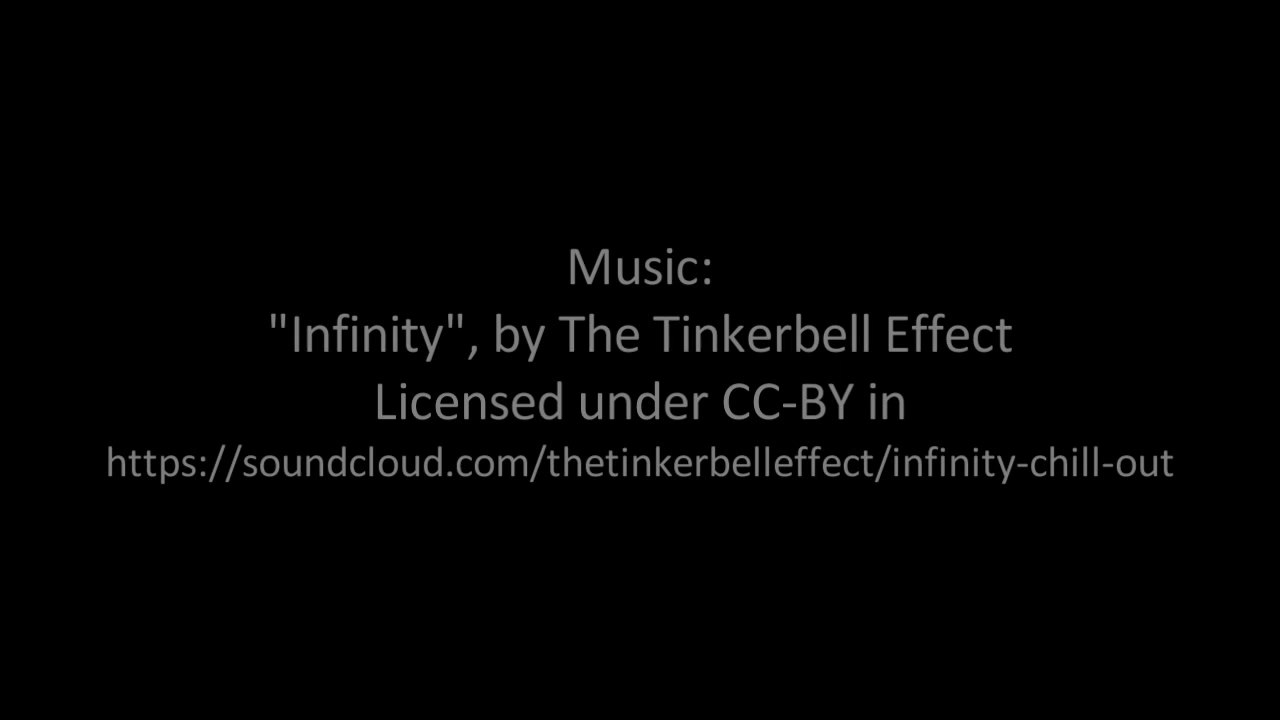 Music:
"Infinity", by The Tinkerbell Effect
Licensed under CC-BY in
https://soundcloud.com/thetinkerbelleffect/infinity-chill-out